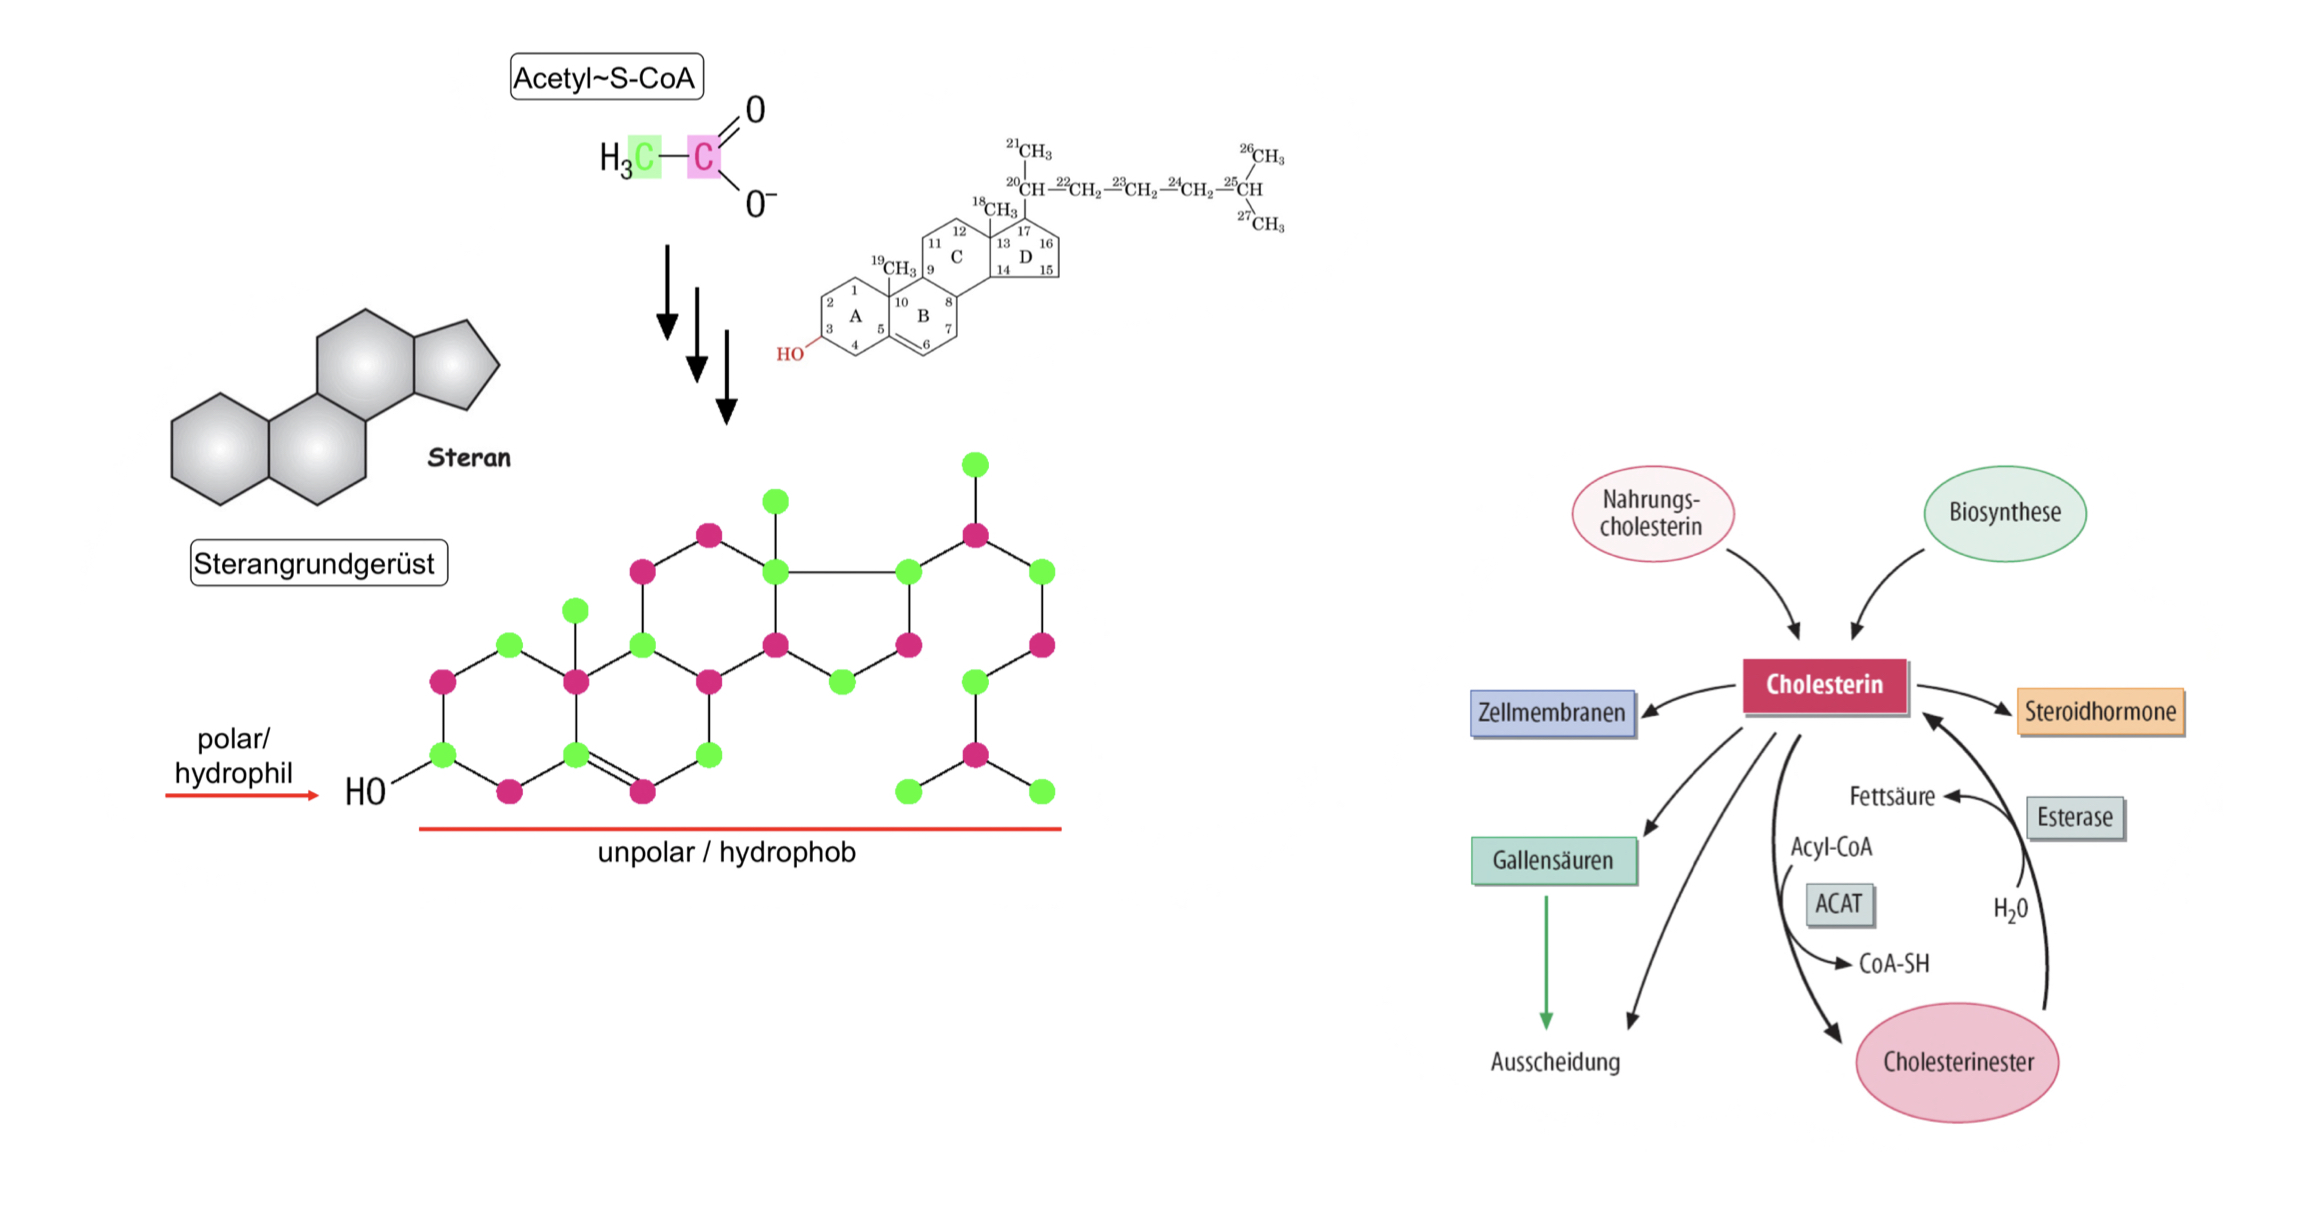 Acetyl~S-CoA
O
H₃C C
O⁻
²¹CH₃
²⁶CH₃
²⁰CH ²²CH₂ ²³CH₂ ²⁴CH₂ ²⁵CH
¹⁸CH₃
²⁷CH₃
12 17
11 13 16
C D
¹⁹CH₃ 9 14 15
1
2 10 8
A B
3 5 7
4 6
HO
Steran
Sterangrundgerüst
polar/
hydrophil
HO
unpolar / hydrophob
Nahrungs-
cholesterin
Biosynthese
Cholesterin
Zellmembranen
Steroidhormone
Fettsäure
Esterase
Acyl-CoA
Gallensäuren
ACAT
H₂O
CoA-SH
Ausscheidung
Cholesterinester